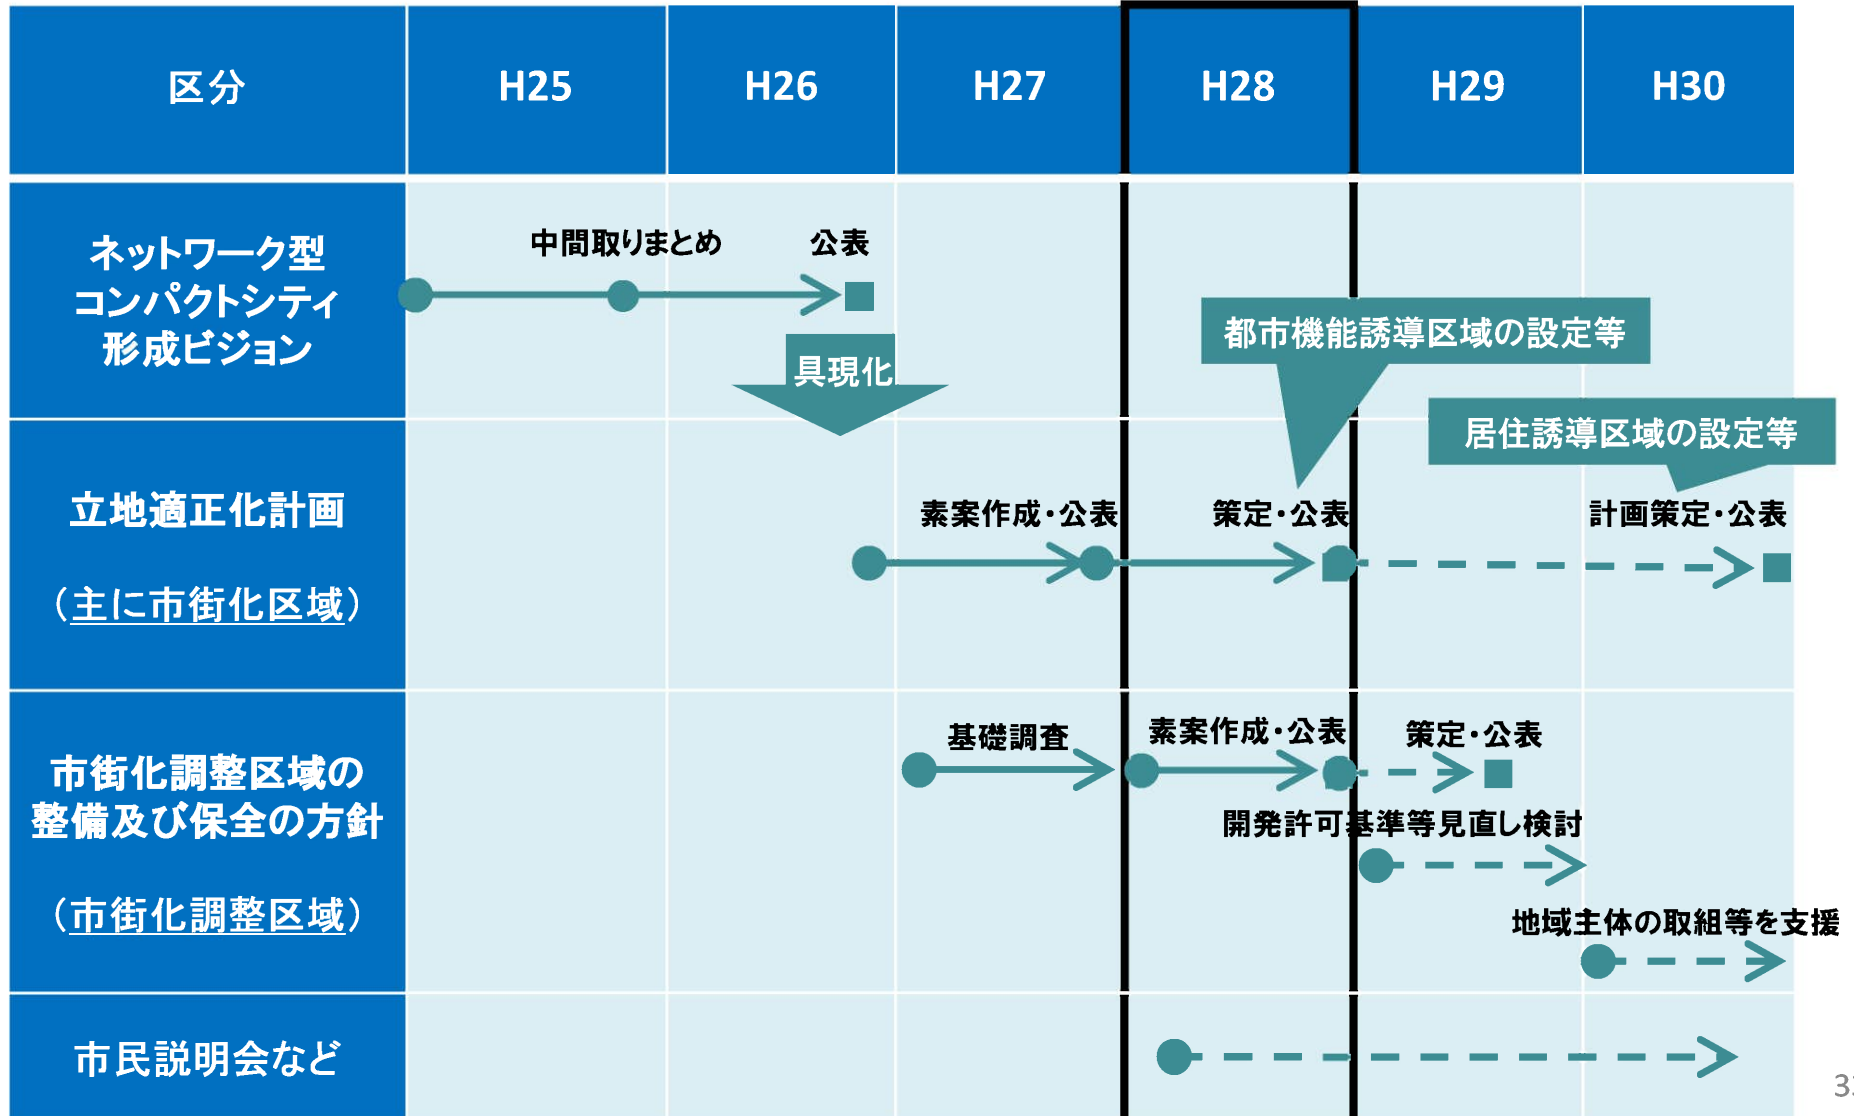 区分
H25
H26
H27
H28
H29
H30
ネットワーク型
コンパクトシティ
形成ビジョン
中間取りまとめ
公表
具現化
都市機能誘導区域の設定等
居住誘導区域の設定等
立地適正化計画
（主に市街化区域）
素案作成・公表
策定・公表
計画策定・公表
市街化調整区域の
整備及び保全の方針
（市街化調整区域）
基礎調査
素案作成・公表
策定・公表
開発許可基準等見直し検討
地域主体の取組等を支援
市民説明会など